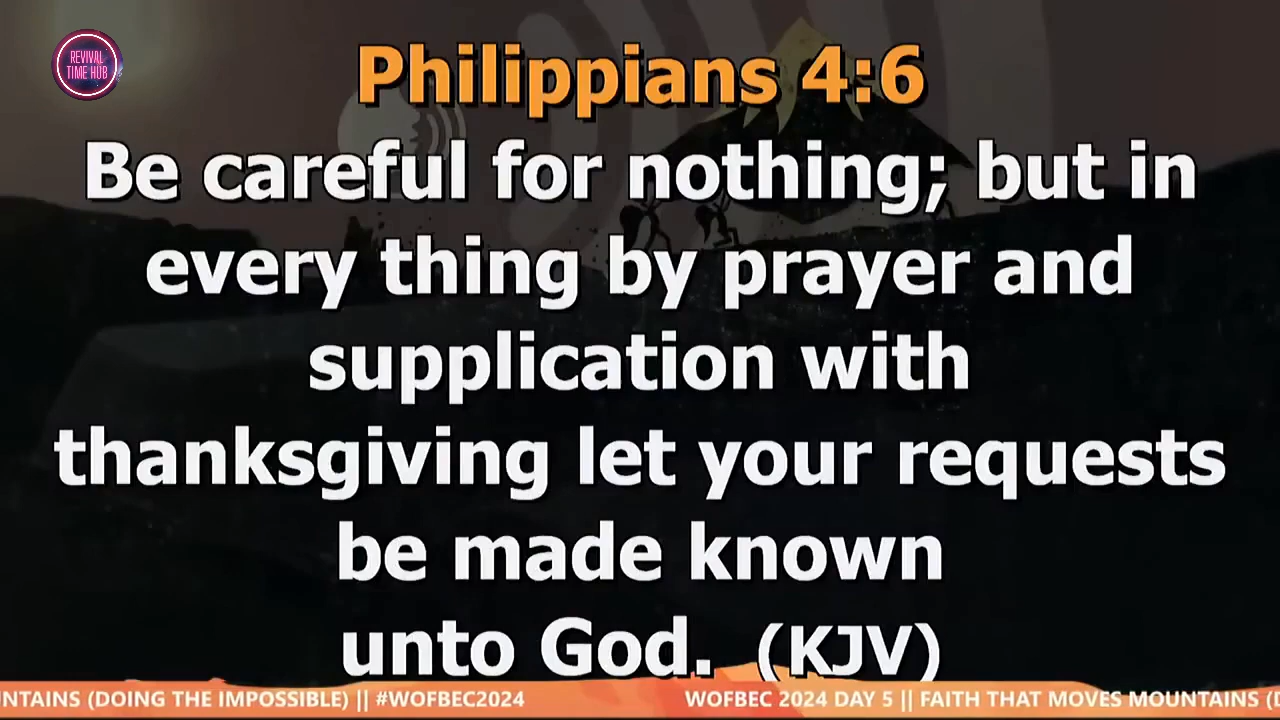 REVIVAL
TIME HUB
Philippians 4:6
Be careful for nothing; but in
every thing by prayer and
supplication with
thanksgiving let your requests
be made known
unto God. (KJV)
NTAINS (DOING THE IMPOSSIBLE) || #WOFBEC2024 WOFBEC 2024 DAY 5 || FAITH THAT MOVES MOUNTAINS (D